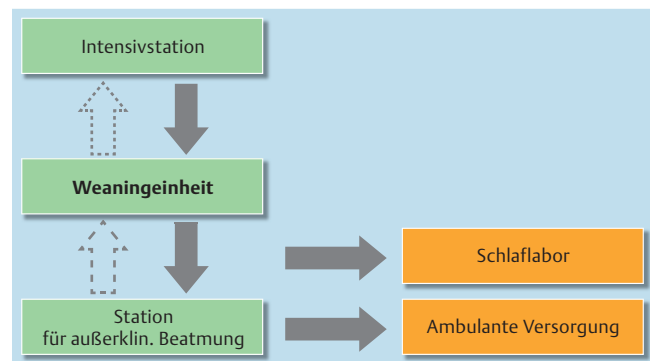 Intensivstation
Weaningeinheit
Schlaflabor
Station
für außerklin. Beatmung
Ambulante Versorgung